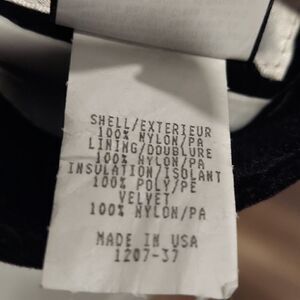 SHELL/EXTERIEUR
100% NYLON/PA
LINING/DOUBLURE
100% NYLON/PA
INSULATION/ISOLANT
100% POLY/PE
VELVET
100% NYLON/PA
MADE IN USA
1207-37